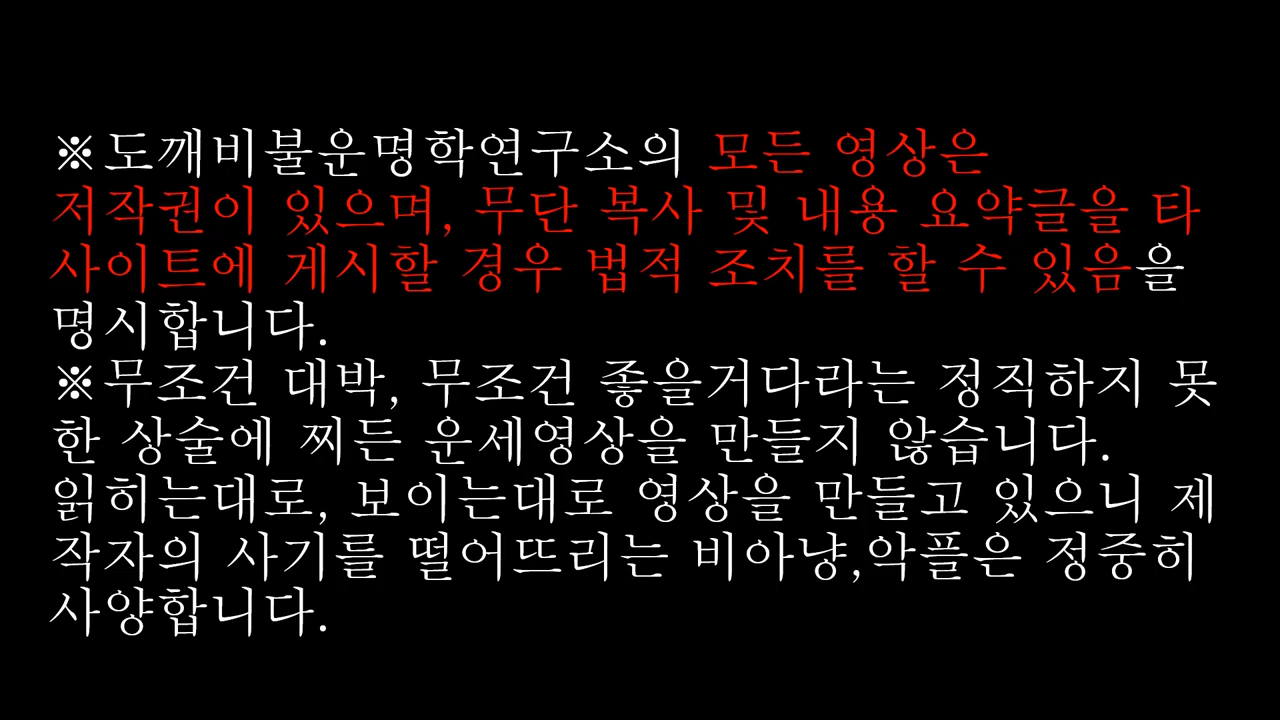 ※도깨비불운명학연구소의 모든 영상은
저작권이 있으며, 무단 복사 및 내용 요약글을 타
사이트에 게시할 경우 법적 조치를 할 수 있음을
명시합니다.
※무조건 대박, 무조건 좋을거다라는 정직하지 못
한 상술에 찌든 운세영상을 만들지 않습니다.
읽히는대로, 보이는대로 영상을 만들고 있으니 제
작자의 사기를 떨어뜨리는 비아냥,악플은 정중히
사양합니다.